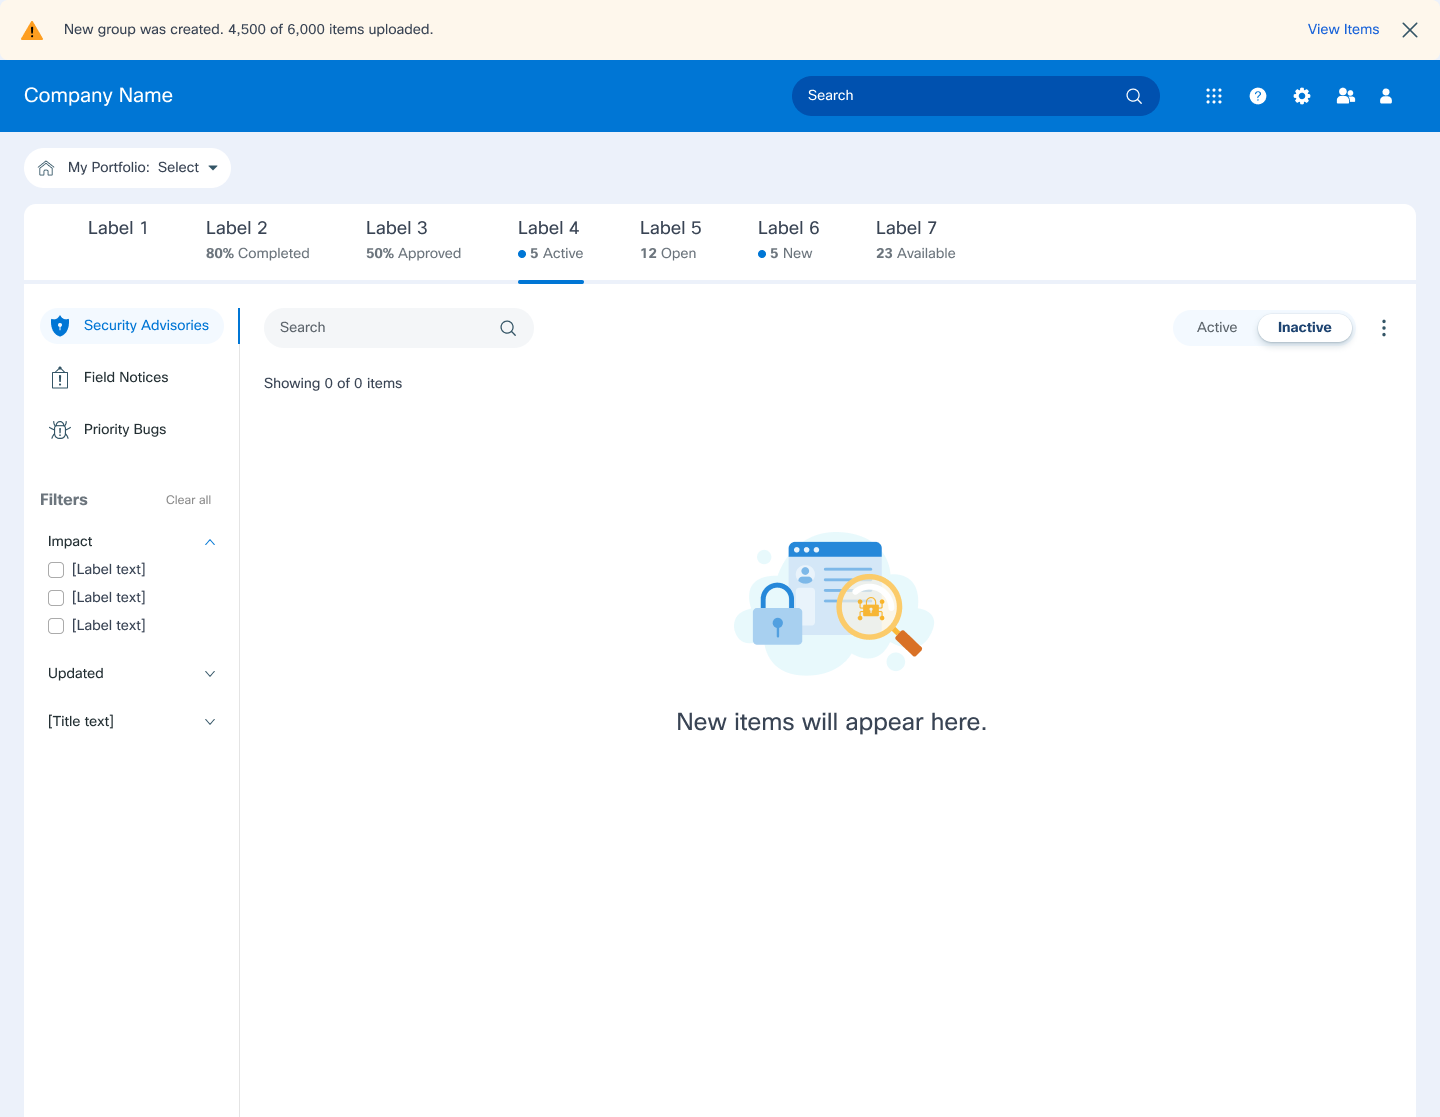 New group was created. 4,500 of 6,000 items uploaded.
View Items
Company Name
Search
My Portfolio: Select
Label 1
Label 2
80% Completed
Label 3
50% Approved
Label 4
5 Active
Label 5
12 Open
Label 6
5 New
Label 7
23 Available
Security Advisories
Field Notices
Priority Bugs
Filters
Clear all
Impact
[Label text]
[Label text]
[Label text]
Updated
[Title text]
Search
Active
Inactive
Showing 0 of 0 items
New items will appear here.